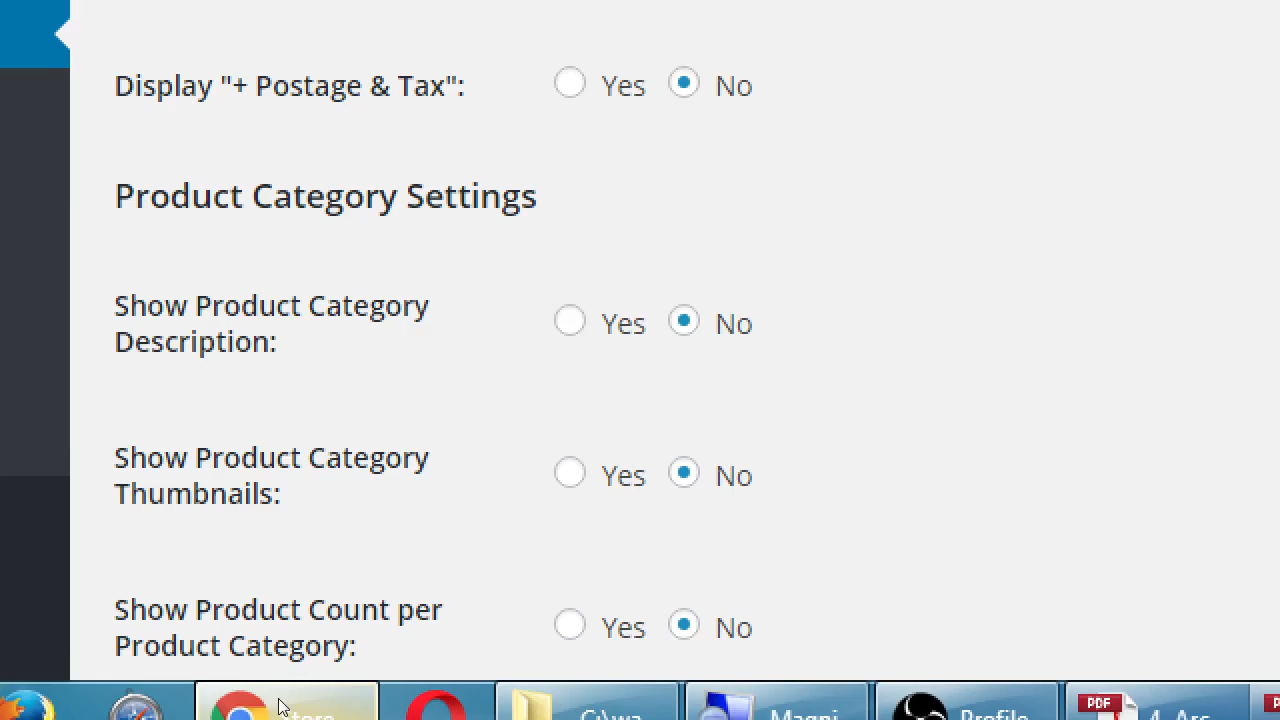 Display "+ Postage & Tax": Yes No
Product Category Settings
Show Product Category
Description: Yes No
Show Product Category
Thumbnails: Yes No
Show Product Count per
Product Category: Yes No
PDF